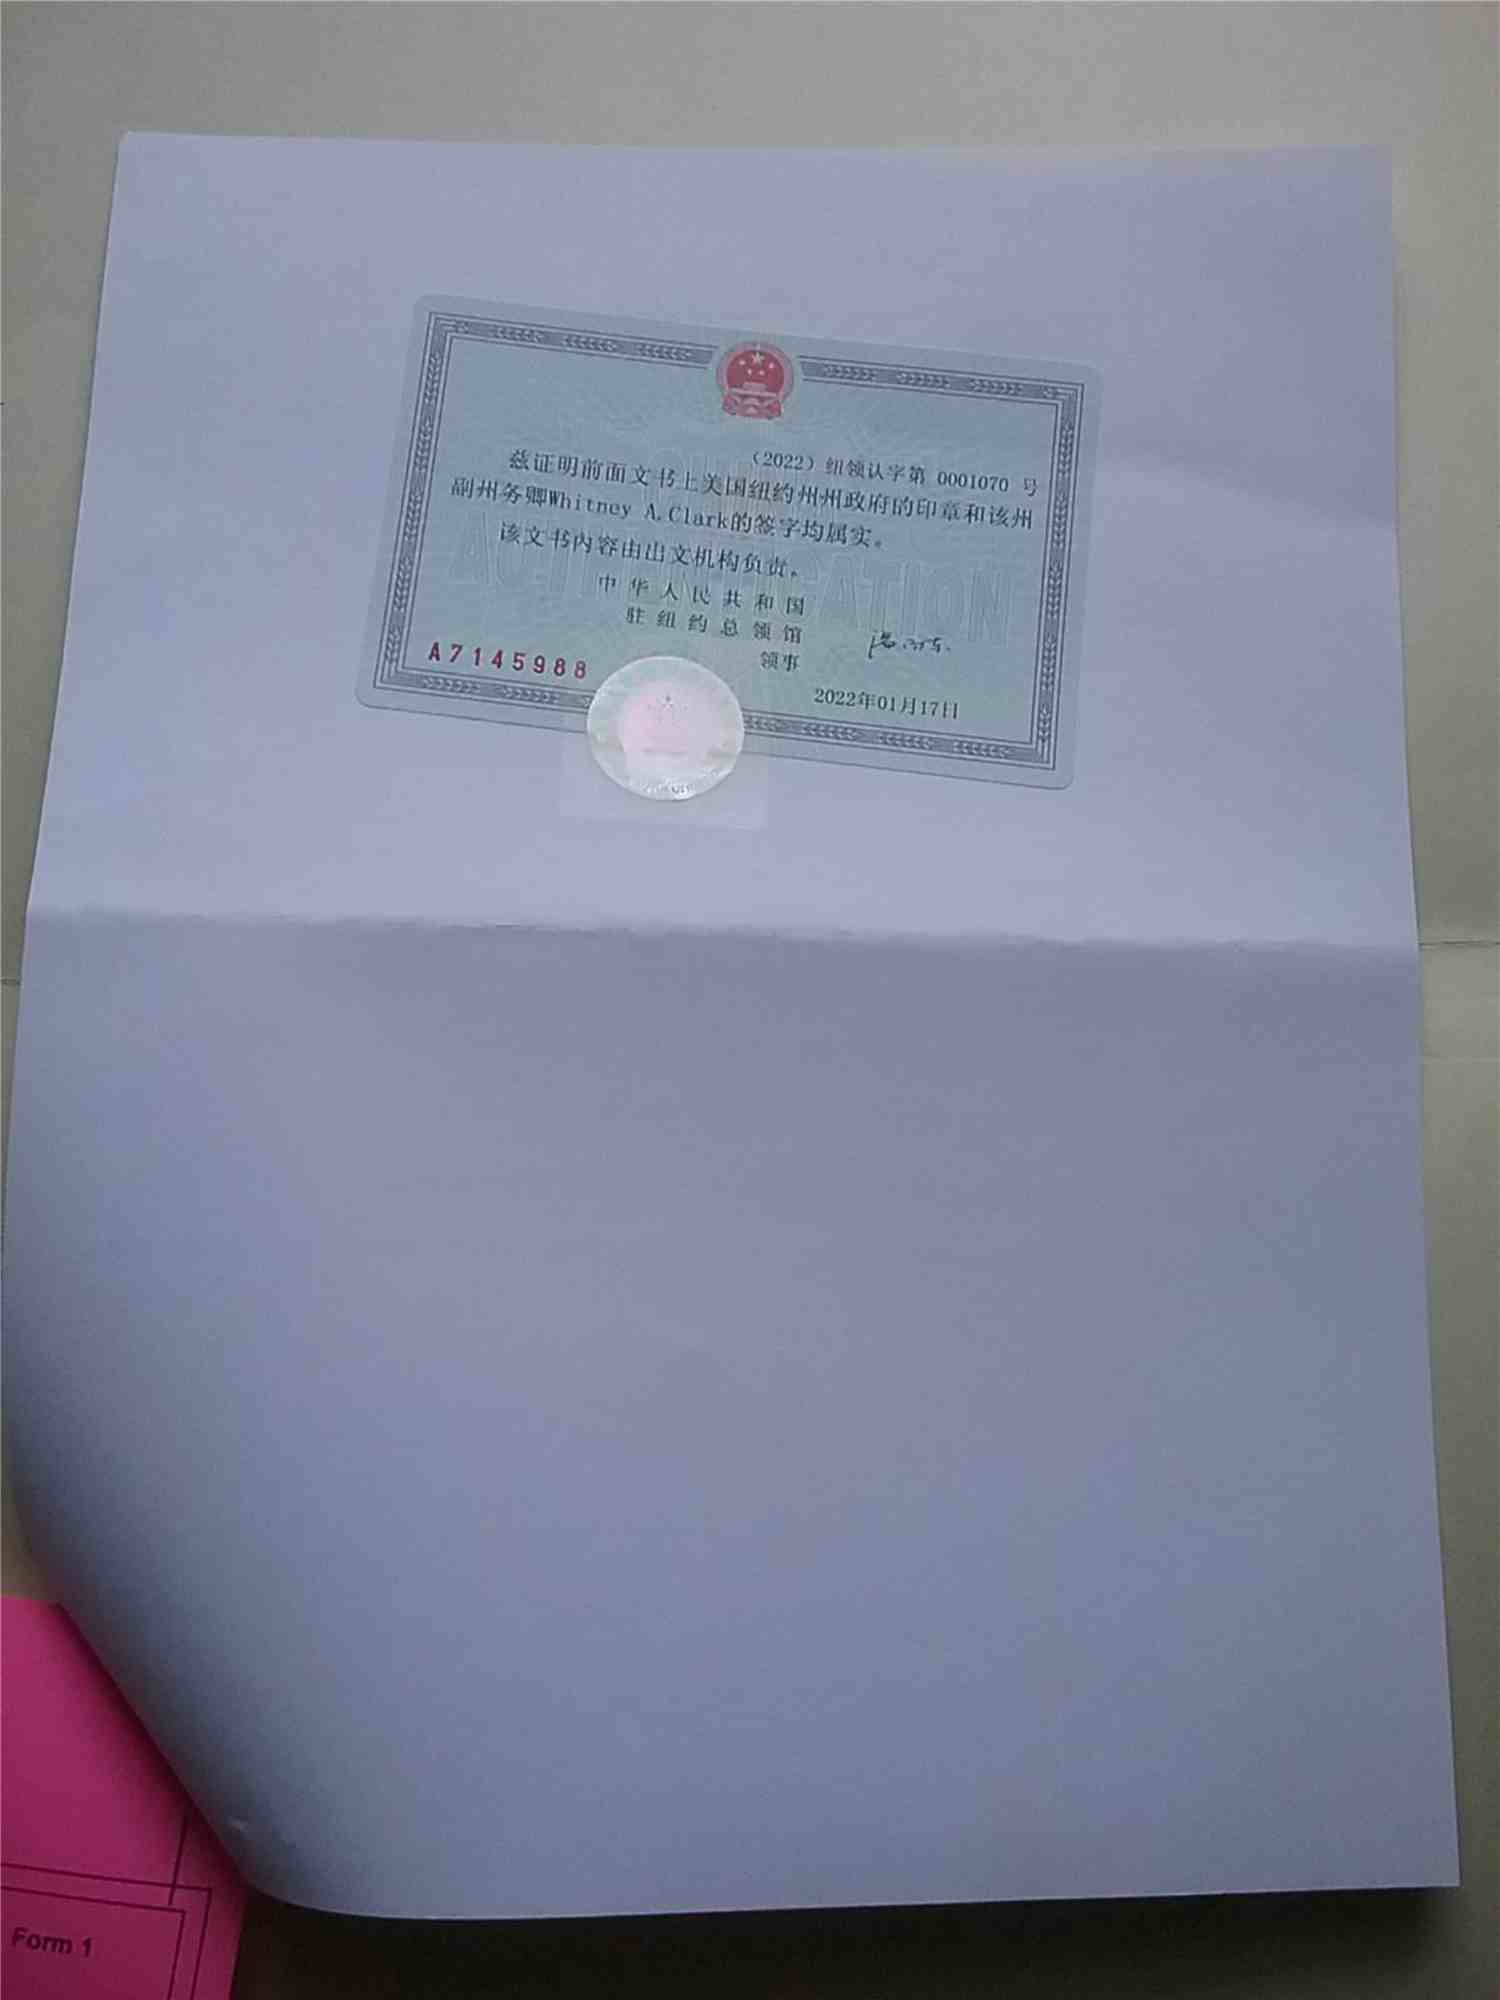 （2022）纽领认字第 0001070 号
兹证明前面文书上美国纽约州州政府的印章和该州
副州务卿Whitney A. Clark的签字均属实。
该文书内容由出文机构负责。
AUTHENTICATION
中华人民共和国
驻纽约总领馆
领事
A7145988
2022年01月17日
Form 1